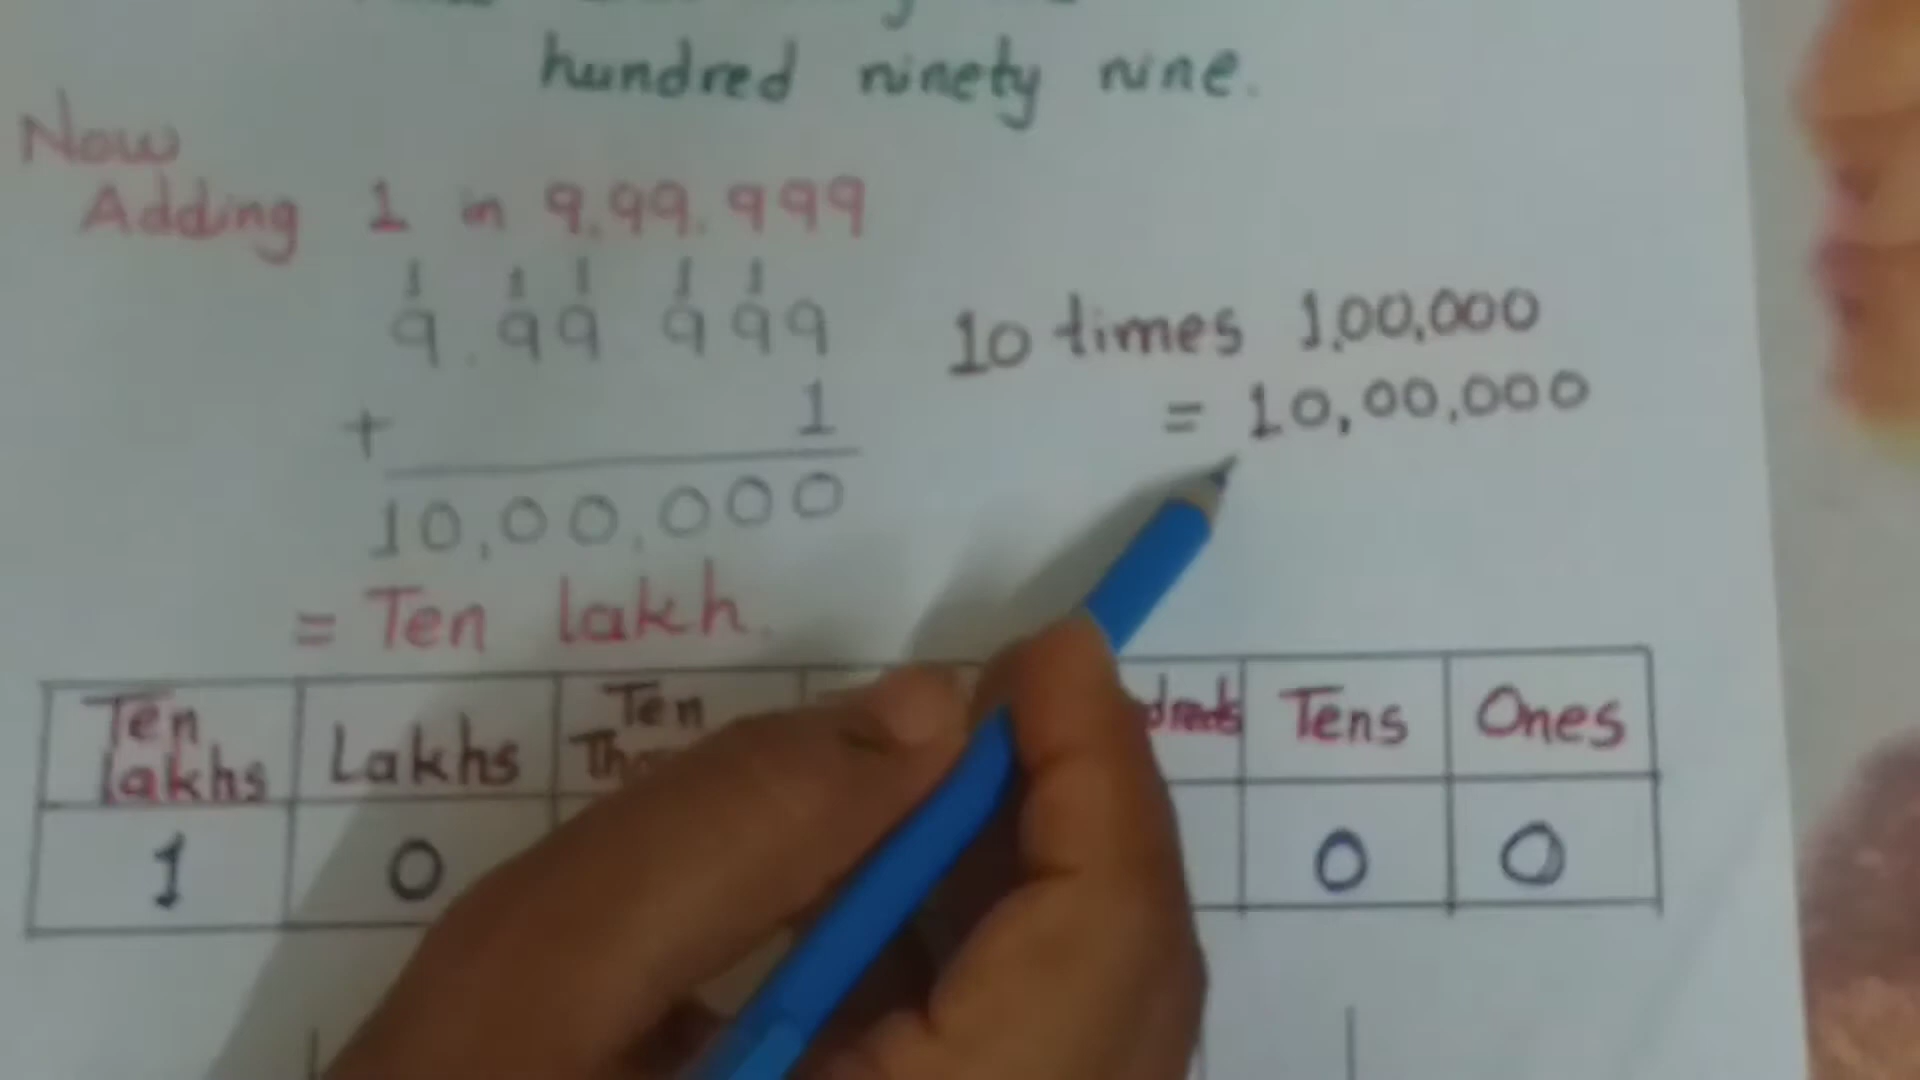 hundred ninety nine.
Now
Adding 1 in 9,99,999
1 1 1 1 1
9,99 999
+ 1
10,00,000
= Ten lakh.
10 times 1,00,000
= 10,00,000
Ten lakhs Lakhs Ten Tens Ones
1 0 0 0